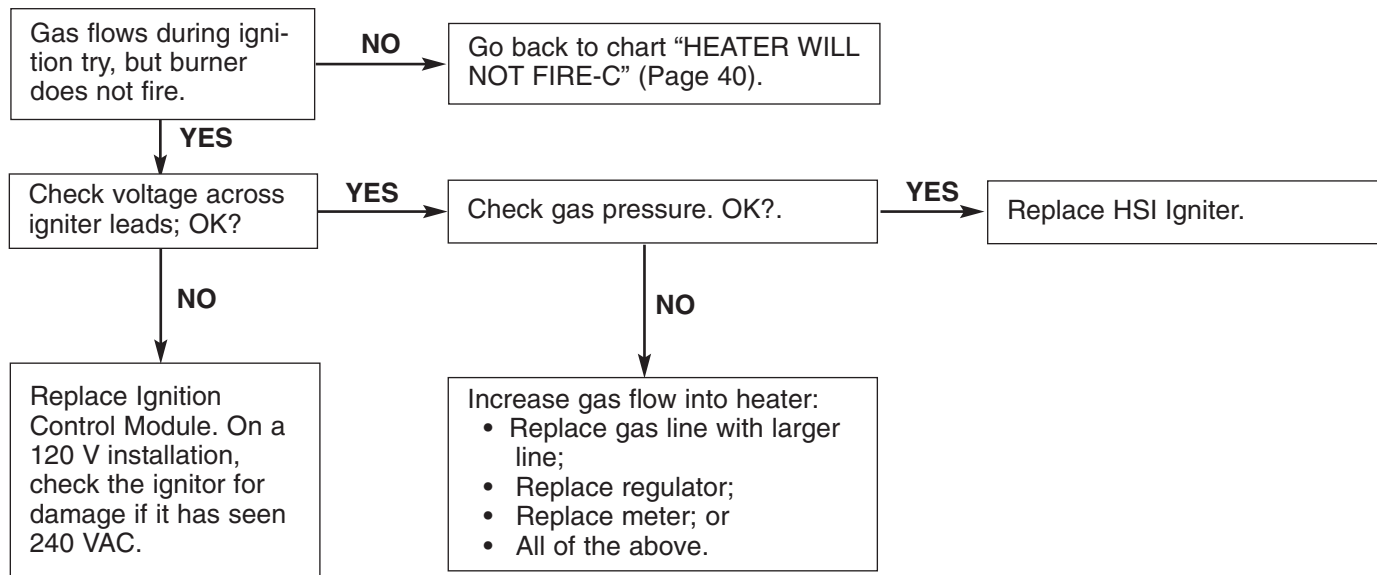 Gas flows during igni-
tion try, but burner
does not fire.
NO
Go back to chart “HEATER WILL
NOT FIRE-C” (Page 40).
YES
Check voltage across
igniter leads; OK?
YES
Check gas pressure. OK?.
YES
Replace HSI Igniter.
NO
NO
Replace Ignition
Control Module. On a
120 V installation,
check the ignitor for
damage if it has seen
240 VAC.
Increase gas flow into heater:
• Replace gas line with larger
line;
• Replace regulator;
• Replace meter; or
• All of the above.